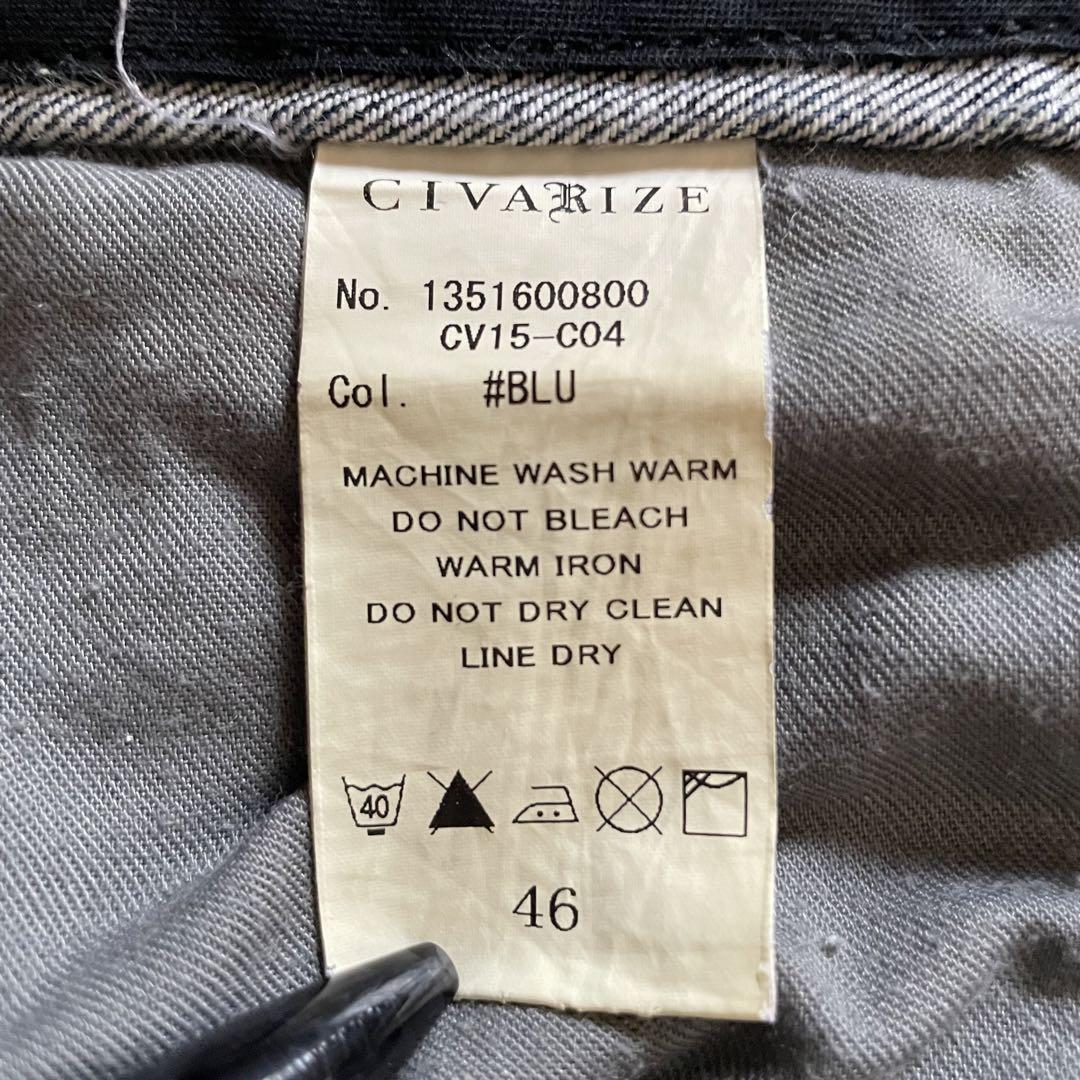 CIVARIZE
No. 1351600800
CV15-C04
Col. #BLU
MACHINE WASH WARM
DO NOT BLEACH
WARM IRON
DO NOT DRY CLEAN
LINE DRY
40
46